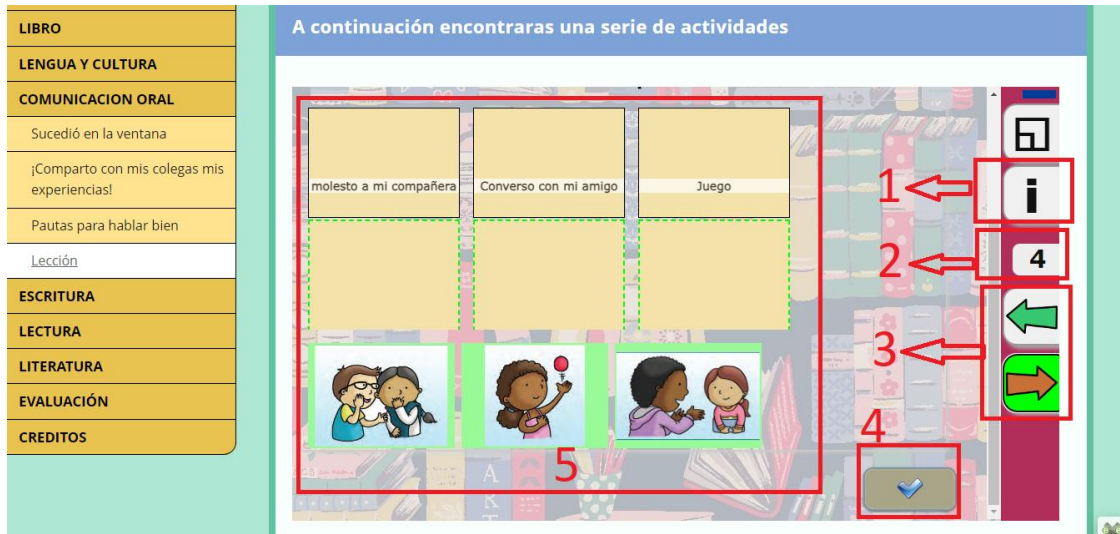 LIBRO
LENGUA Y CULTURA
COMUNICACION ORAL
Sucedió en la ventana
¡Comparto con mis colegas mis
experiencias!
Pautas para hablar bien
Lección
ESCRITURA
LECTURA
LITERATURA
EVALUACIÓN
CREDITOS
A continuación encontraras una serie de actividades
molesto a mi compañera
Converso con mi amigo
Juego
1
i
2
4
3
4
5